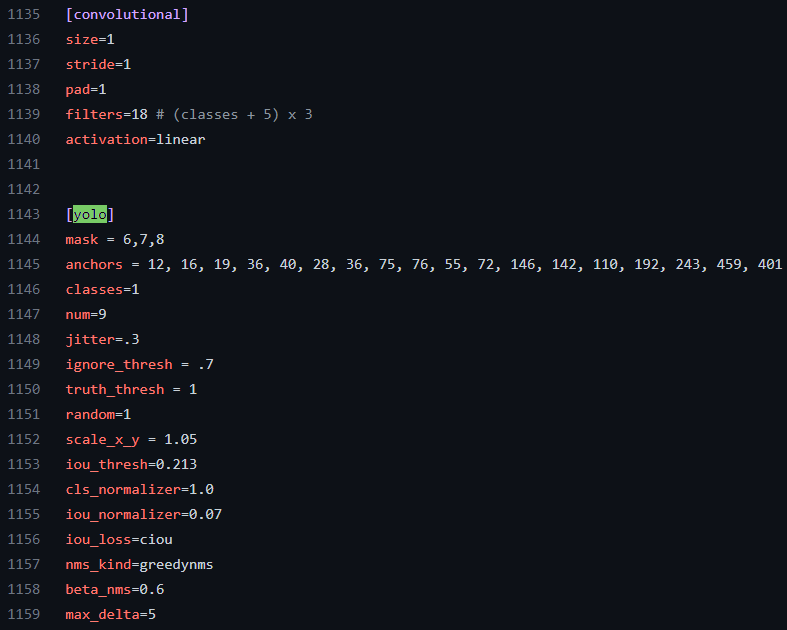 1135 [convolutional]
1136 size=1
1137 stride=1
1138 pad=1
1139 filters=18 # (classes + 5) x 3
1140 activation=linear
1141
1142
1143 [yolo]
1144 mask = 6,7,8
1145 anchors = 12, 16, 19, 36, 40, 28, 36, 75, 76, 55, 72, 146, 142, 110, 192, 243, 459, 401
1146 classes=1
1147 num=9
1148 jitter=.3
1149 ignore_thresh = .7
1150 truth_thresh = 1
1151 random=1
1152 scale_x_y = 1.05
1153 iou_thresh=0.213
1154 cls_normalizer=1.0
1155 iou_normalizer=0.07
1156 iou_loss=ciou
1157 nms_kind=greedynms
1158 beta_nms=0.6
1159 max_delta=5